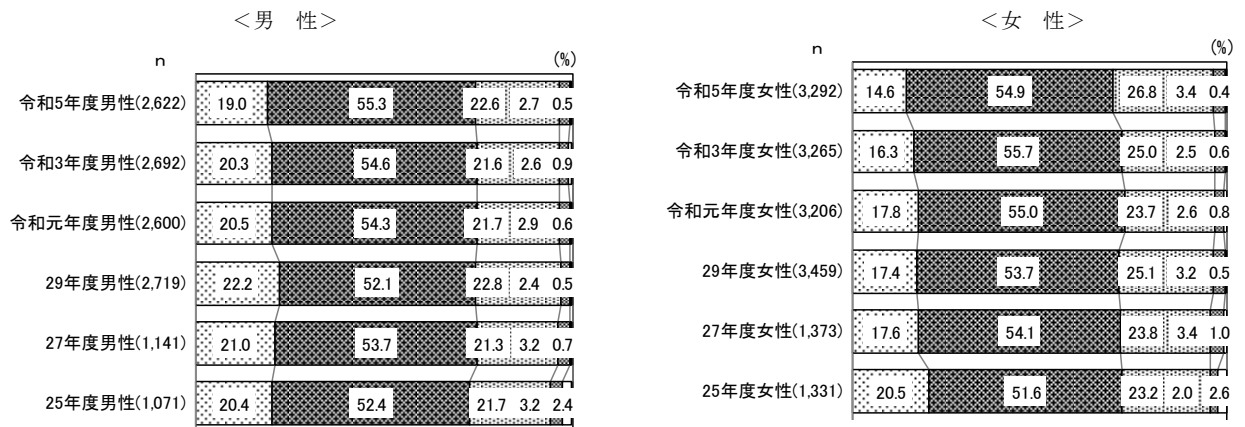 ＜男　性＞
n
(%)
令和5年度男性(2,622) 19.0 55.3 22.6 2.7 0.5
令和3年度男性(2,692) 20.3 54.6 21.6 2.6 0.9
令和元年度男性(2,600) 20.5 54.3 21.7 2.9 0.6
29年度男性(2,719) 22.2 52.1 22.8 2.4 0.5
27年度男性(1,141) 21.0 53.7 21.3 3.2 0.7
25年度男性(1,071) 20.4 52.4 21.7 3.2 2.4
＜女　性＞
n
(%)
令和5年度女性(3,292) 14.6 54.9 26.8 3.4 0.4
令和3年度女性(3,265) 16.3 55.7 25.0 2.5 0.6
令和元年度女性(3,206) 17.8 55.0 23.7 2.6 0.8
29年度女性(3,459) 17.4 53.7 25.1 3.2 0.5
27年度女性(1,373) 17.6 54.1 23.8 3.4 1.0
25年度女性(1,331) 20.5 51.6 23.2 2.0 2.6